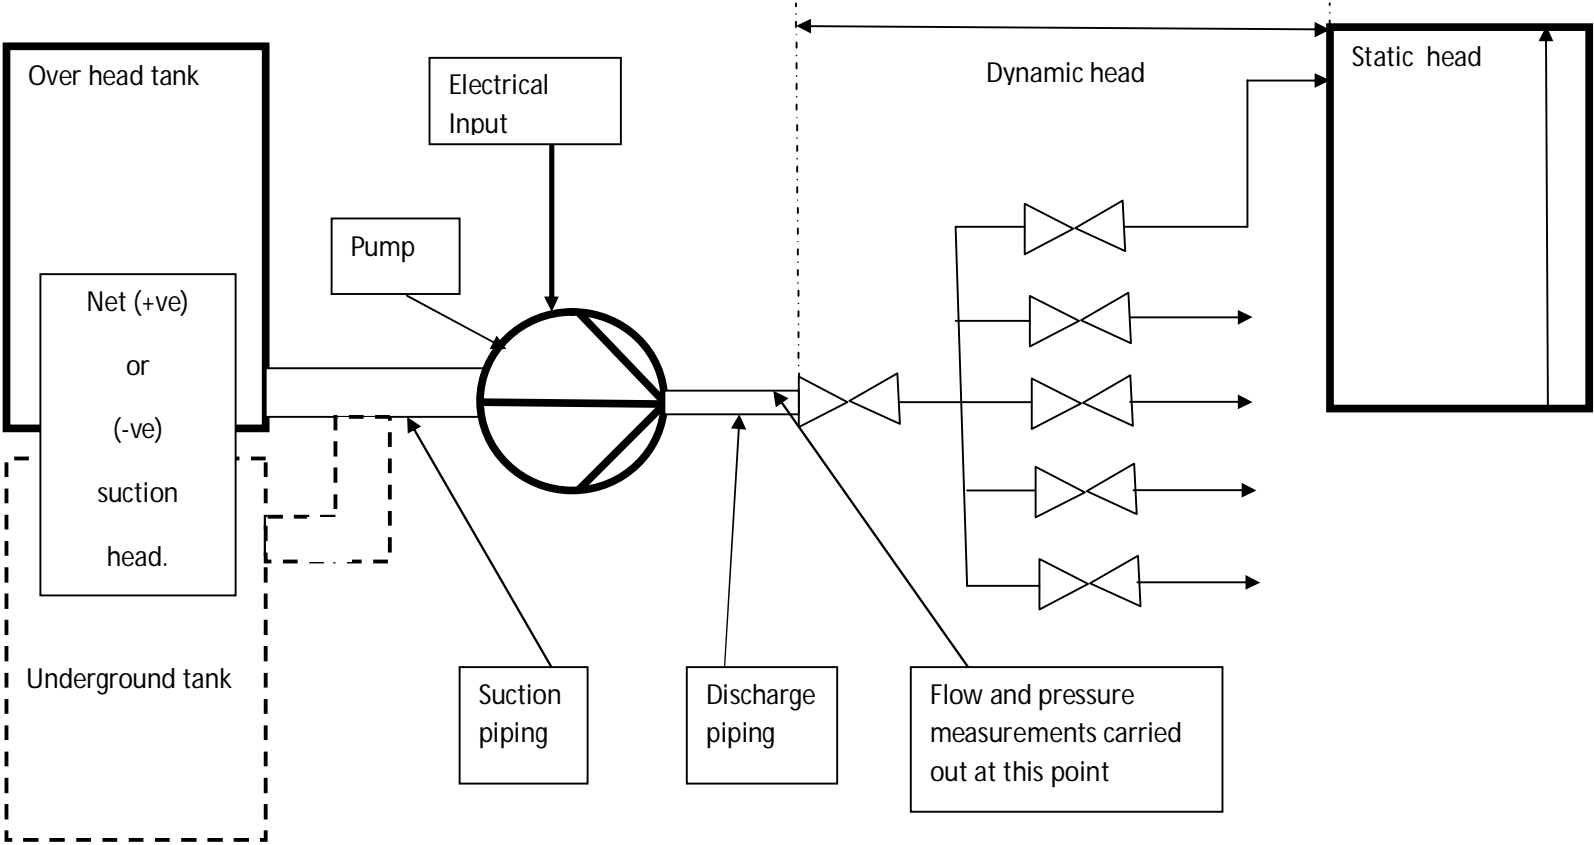 Over head tank
Electrical
Input
Dynamic head
Static  head
Pump
Net (+ve)
or
(-ve)
suction
head.
Underground tank
Suction
piping
Discharge
piping
Flow and pressure
measurements carried
out at this point